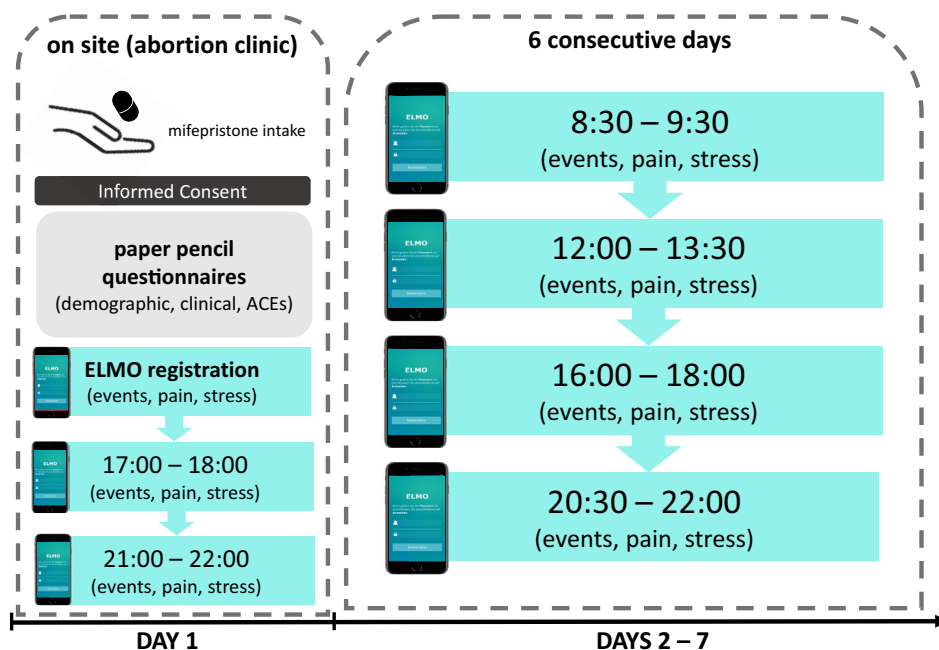 on site (abortion clinic)
mifepristone intake
Informed Consent
paper pencil
questionnaires
(demographic, clinical, ACEs)
ELMO
ELMO registration
(events, pain, stress)
ELMO
17:00 – 18:00
(events, pain, stress)
ELMO
21:00 – 22:00
(events, pain, stress)
DAY 1
6 consecutive days
ELMO
8:30 – 9:30
(events, pain, stress)
ELMO
12:00 – 13:30
(events, pain, stress)
ELMO
16:00 – 18:00
(events, pain, stress)
ELMO
20:30 – 22:00
(events, pain, stress)
DAYS 2 – 7